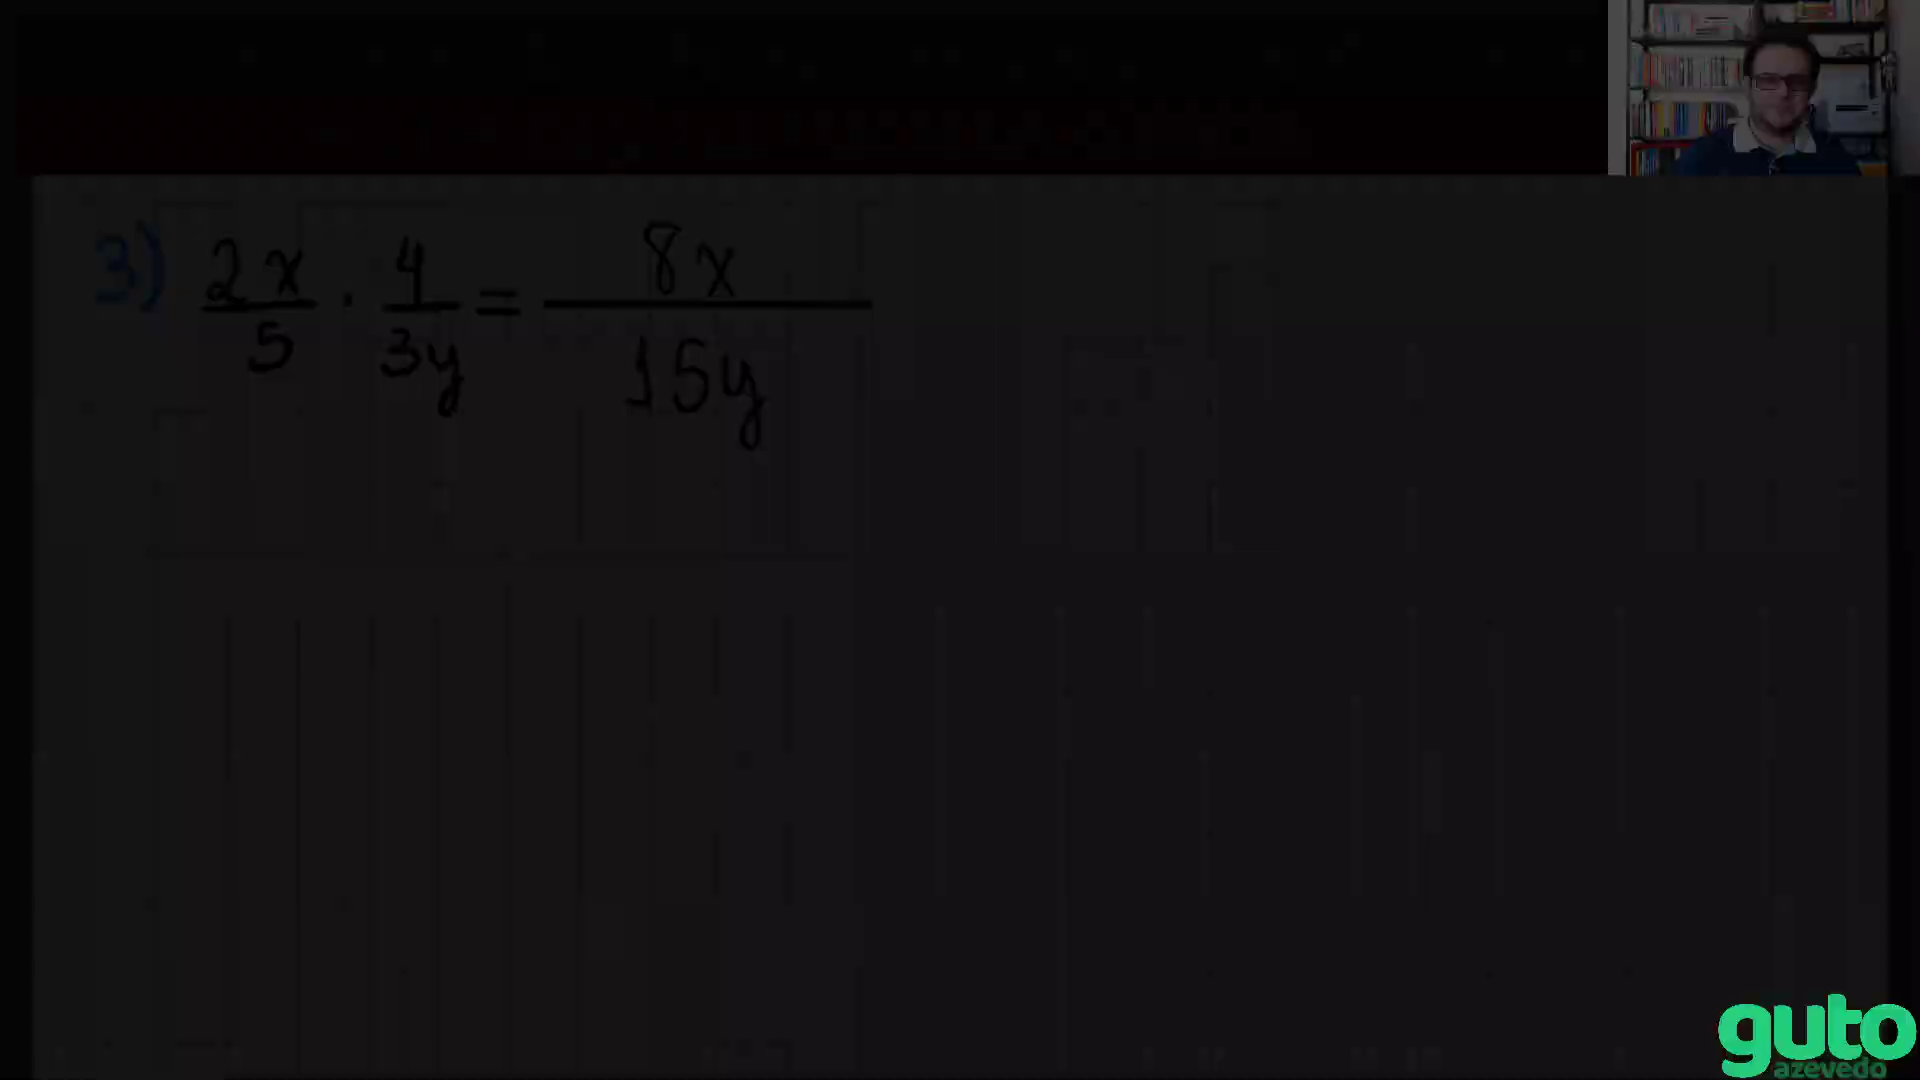 3) 2x/5 · 4/3y = 8x/15y
guto
azevedo